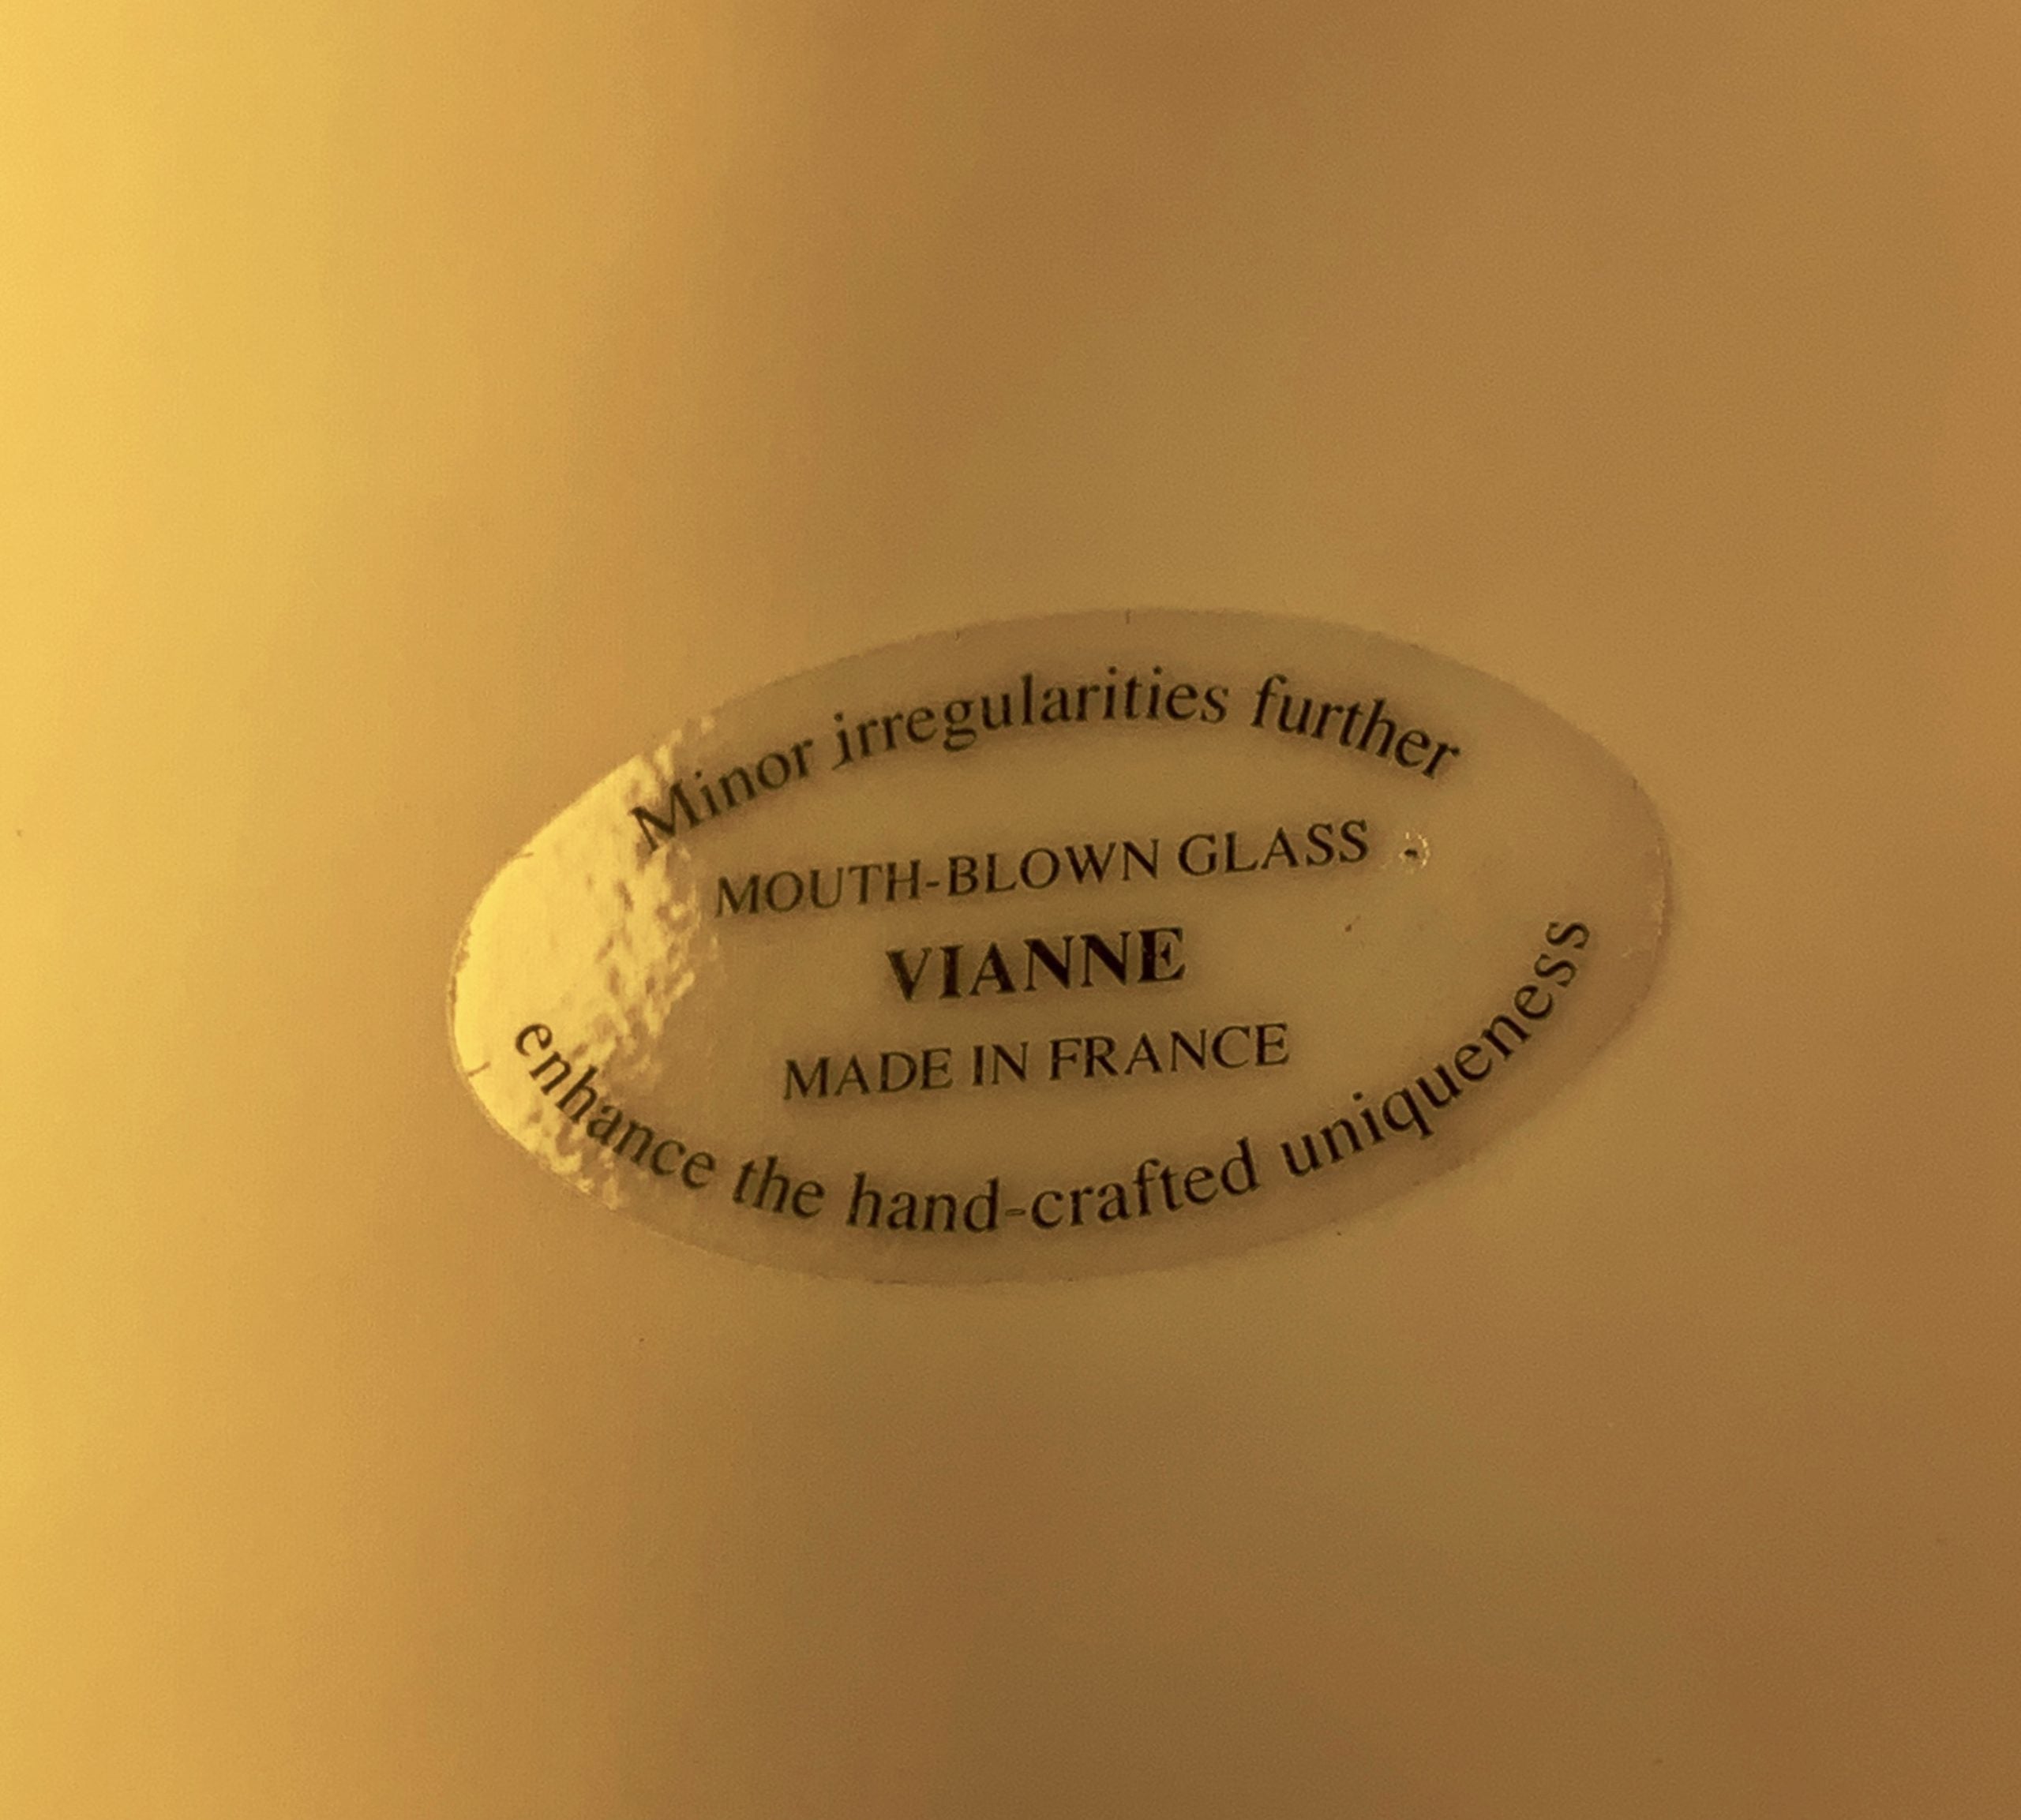 Minor irregularities further
MOUTH-BLOWN GLASS
VIANNE
MADE IN FRANCE
enhance the hand-crafted uniqueness